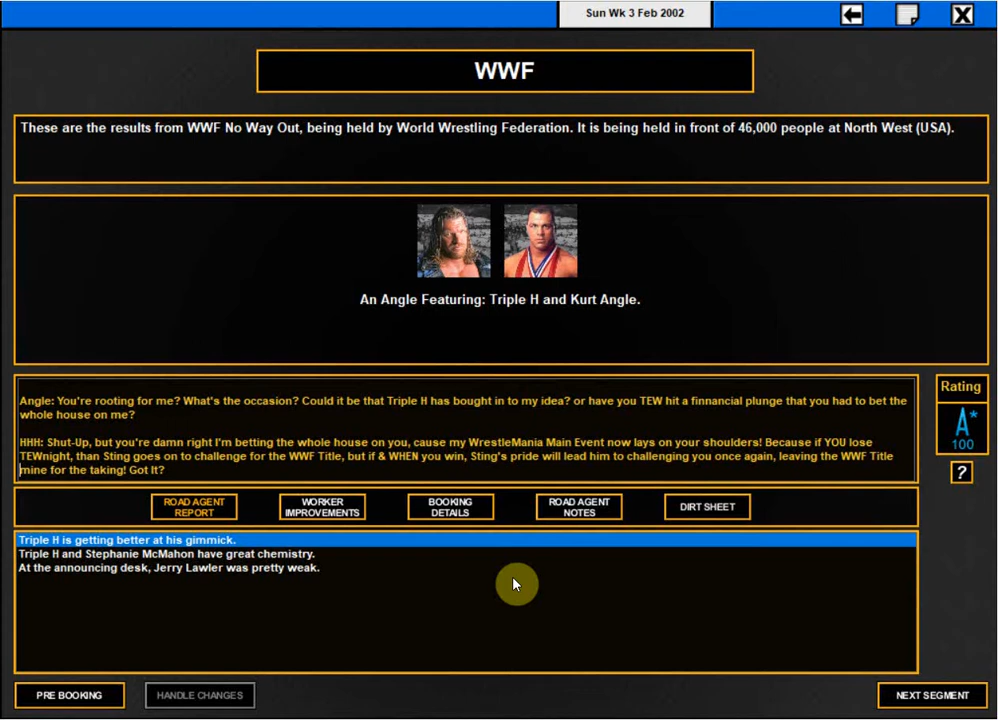 Sun Wk 3 Feb 2002
WWF
These are the results from WWF No Way Out, being held by World Wrestling Federation. It is being held in front of 46,000 people at North West (USA).
An Angle Featuring: Triple H and Kurt Angle.
Angle: You're rooting for me? What's the occasion? Could it be that Triple H has bought in to my idea? or have you TEW hit a finnancial plunge that you had to bet the
whole house on me?
HHH: Shut-Up, but you're damn right I'm betting the whole house on you, cause my WrestleMania Main Event now lays on your shoulders! Because if YOU lose
TEWnight, than Sting goes on to challenge for the WWF Title, but if & WHEN you win, Sting's pride will lead him to challenging you once again, leaving the WWF Title
mine for the taking! Got It?
Rating
A*
100
?
ROAD AGENT
REPORT
WORKER
IMPROVEMENTS
BOOKING
DETAILS
ROAD AGENT
NOTES
DIRT SHEET
Triple H is getting better at his gimmick.
Triple H and Stephanie McMahon have great chemistry.
At the announcing desk, Jerry Lawler was pretty weak.
PRE BOOKING
HANDLE CHANGES
NEXT SEGMENT